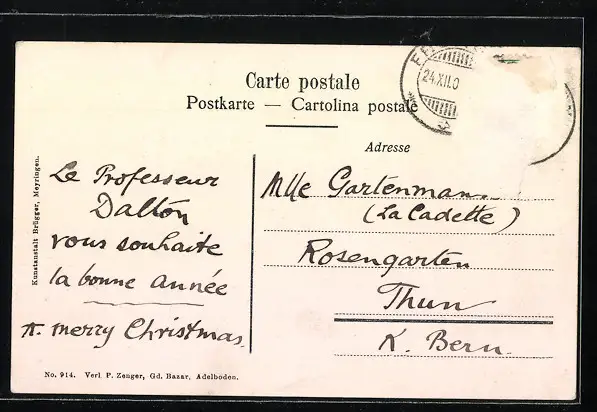 Carte postale
Postkarte — Cartolina postale
24.XII.0
Adresse
Le Professeur
Dalton
vous souhaite
la bonne année
merry Christmas.
Mlle Gartenmann
(La Cadette)
Rosengarten
Thun
K. Bern.
Kunstanstalt Brügger, Meyringen.
No. 914. Verl. P. Zenger, Gd. Bazar, Adelboden.